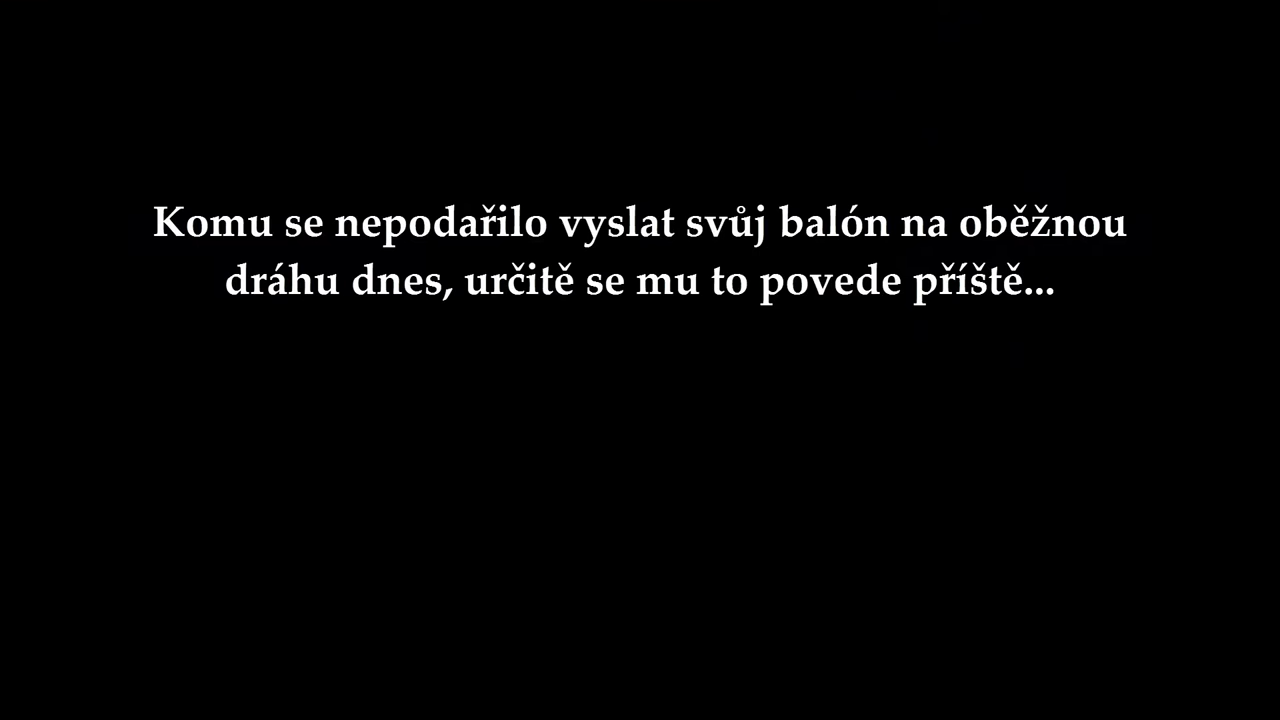 Komu se nepodařilo vyslat svůj balón na oběžnou
dráhu dnes, určitě se mu to povede příště...